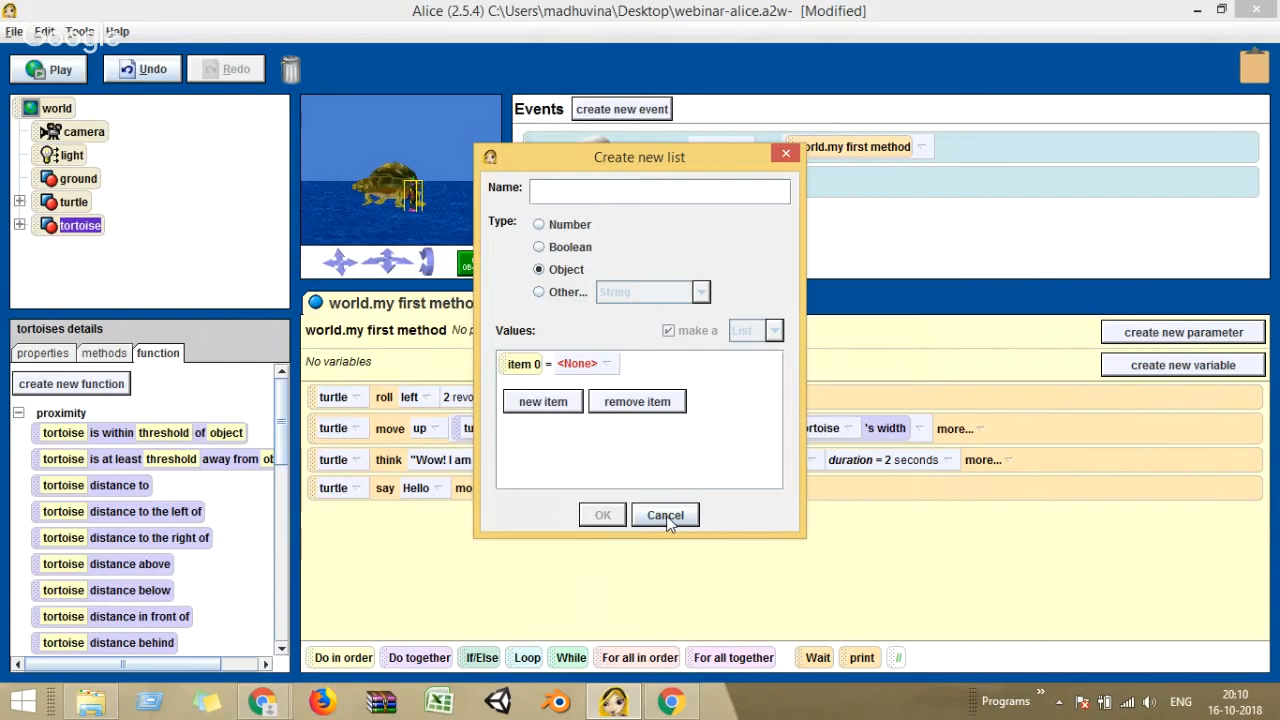 Alice (2.5.4) C:\Users\madhuvina\Desktop\webinar-alice.a2w- [Modified]
File Edit Tools Help
Google
Play Undo Redo
world
camera
light
ground
turtle
tortoise
Events create new event
world.my first method
Create new list
Name:
Type:
Number
Boolean
Object
Other... String
Values: make a List
item 0 = <None>
new item remove item
OK Cancel
world.my first metho
world.my first method No
No variables
create new parameter
create new variable
turtle roll left 2 revo
turtle move up ortoise 's width more...
turtle think "Wow! I am duration = 2 seconds more...
turtle say Hello mo
tortoises details
properties methods function
create new function
proximity
tortoise is within threshold of object
tortoise is at least threshold away from
tortoise distance to
tortoise distance to the left of
tortoise distance to the right of
tortoise distance above
tortoise distance below
tortoise distance in front of
tortoise distance behind
Do in order Do together If/Else Loop While For all in order For all together Wait print //
Programs ENG 20:10
16-10-2018